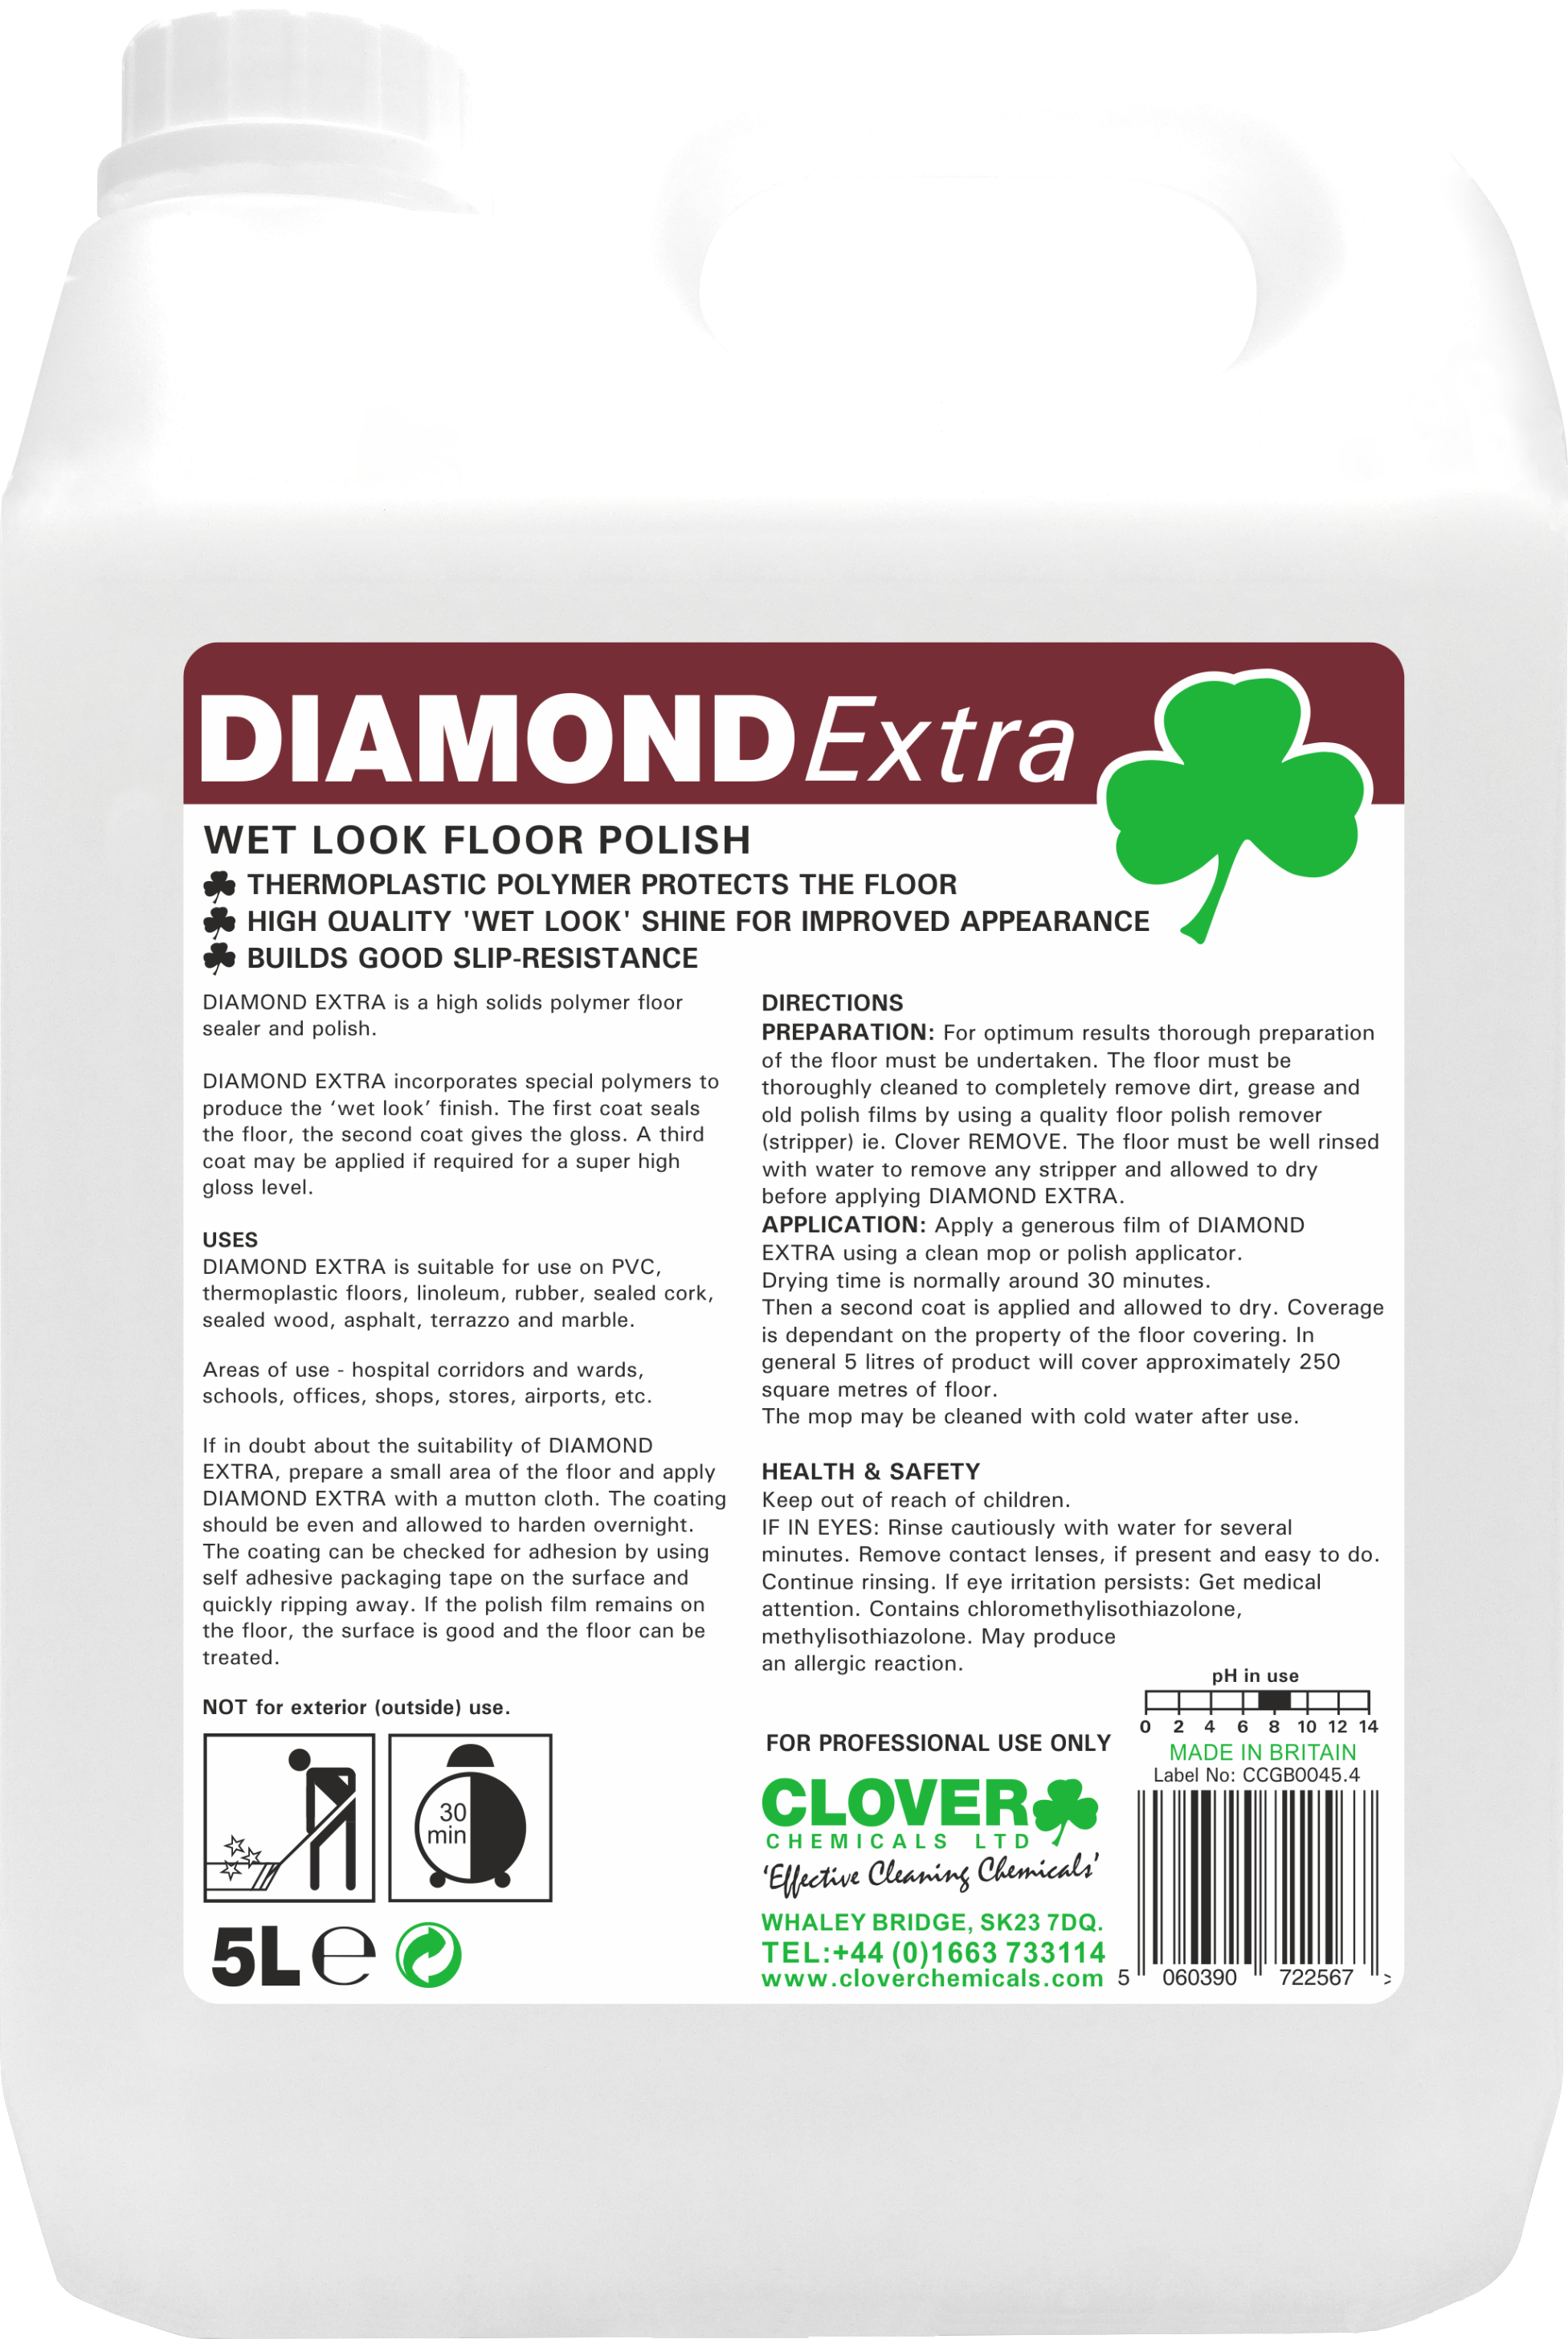 DIAMOND Extra
WET LOOK FLOOR POLISH
THERMOPLASTIC POLYMER PROTECTS THE FLOOR
HIGH QUALITY 'WET LOOK' SHINE FOR IMPROVED APPEARANCE
BUILDS GOOD SLIP-RESISTANCE
DIAMOND EXTRA is a high solids polymer floor
sealer and polish.
DIAMOND EXTRA incorporates special polymers to
produce the ‘wet look’ finish. The first coat seals
the floor, the second coat gives the gloss. A third
coat may be applied if required for a super high
gloss level.
USES
DIAMOND EXTRA is suitable for use on PVC,
thermoplastic floors, linoleum, rubber, sealed cork,
sealed wood, asphalt, terrazzo and marble.
Areas of use - hospital corridors and wards,
schools, offices, shops, stores, airports, etc.
If in doubt about the suitability of DIAMOND
EXTRA, prepare a small area of the floor and apply
DIAMOND EXTRA with a mutton cloth. The coating
should be even and allowed to harden overnight.
The coating can be checked for adhesion by using
self adhesive packaging tape on the surface and
quickly ripping away. If the polish film remains on
the floor, the surface is good and the floor can be
treated.
NOT for exterior (outside) use.
30
min
5L e
DIRECTIONS
PREPARATION: For optimum results thorough preparation
of the floor must be undertaken. The floor must be
thoroughly cleaned to completely remove dirt, grease and
old polish films by using a quality floor polish remover
(stripper) ie. Clover REMOVE. The floor must be well rinsed
with water to remove any stripper and allowed to dry
before applying DIAMOND EXTRA.
APPLICATION: Apply a generous film of DIAMOND
EXTRA using a clean mop or polish applicator.
Drying time is normally around 30 minutes.
Then a second coat is applied and allowed to dry. Coverage
is dependant on the property of the floor covering. In
general 5 litres of product will cover approximately 250
square metres of floor.
The mop may be cleaned with cold water after use.
HEALTH & SAFETY
Keep out of reach of children.
IF IN EYES: Rinse cautiously with water for several
minutes. Remove contact lenses, if present and easy to do.
Continue rinsing. If eye irritation persists: Get medical
attention. Contains chloromethylisothiazolone,
methylisothiazolone. May produce
an allergic reaction.
FOR PROFESSIONAL USE ONLY
CLOVER
CHEMICALS LTD
‘Effective Cleaning Chemicals’
WHALEY BRIDGE, SK23 7DQ.
TEL:+44 (0)1663 733114
www.cloverchemicals.com
pH in use
0 2 4 6 8 10 12 14
MADE IN BRITAIN
Label No: CCGB0045.4
5 060390 722567 >